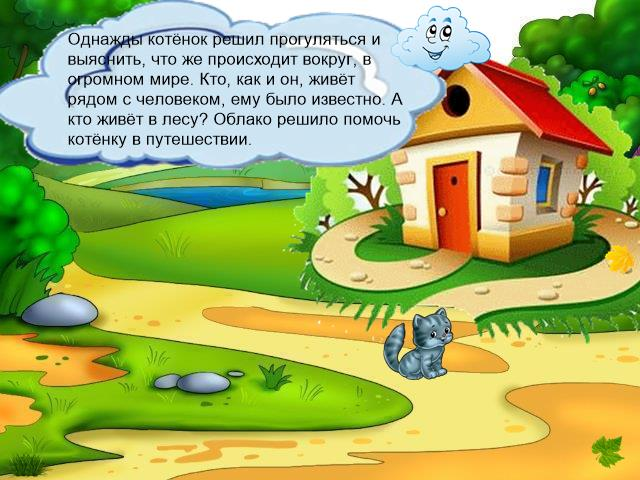 Однажды котёнок решил прогуляться и
выяснить, что же происходит вокруг, в
огромном мире. Кто, как и он, живёт
рядом с человеком, ему было известно. А
кто живёт в лесу? Облако решило помочь
котёнку в путешествии.